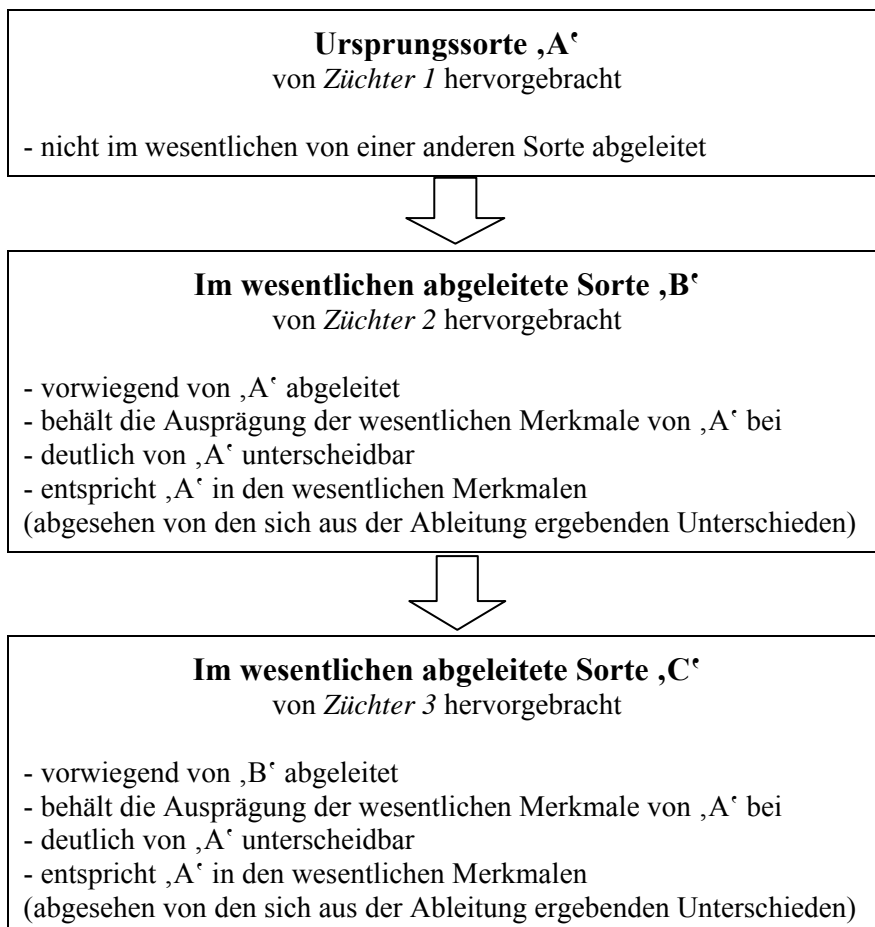 Ursprungssorte ‚A‛
von Züchter 1 hervorgebracht
- nicht im wesentlichen von einer anderen Sorte abgeleitet
Im wesentlichen abgeleitete Sorte ‚B‛
von Züchter 2 hervorgebracht
- vorwiegend von ‚A‛ abgeleitet
- behält die Ausprägung der wesentlichen Merkmale von ‚A‛ bei
- deutlich von ‚A‛ unterscheidbar
- entspricht ‚A‛ in den wesentlichen Merkmalen
(abgesehen von den sich aus der Ableitung ergebenden Unterschieden)
Im wesentlichen abgeleitete Sorte ‚C‛
von Züchter 3 hervorgebracht
- vorwiegend von ‚B‛ abgeleitet
- behält die Ausprägung der wesentlichen Merkmale von ‚A‛ bei
- deutlich von ‚A‛ unterscheidbar
- entspricht ‚A‛ in den wesentlichen Merkmalen
(abgesehen von den sich aus der Ableitung ergebenden Unterschieden)